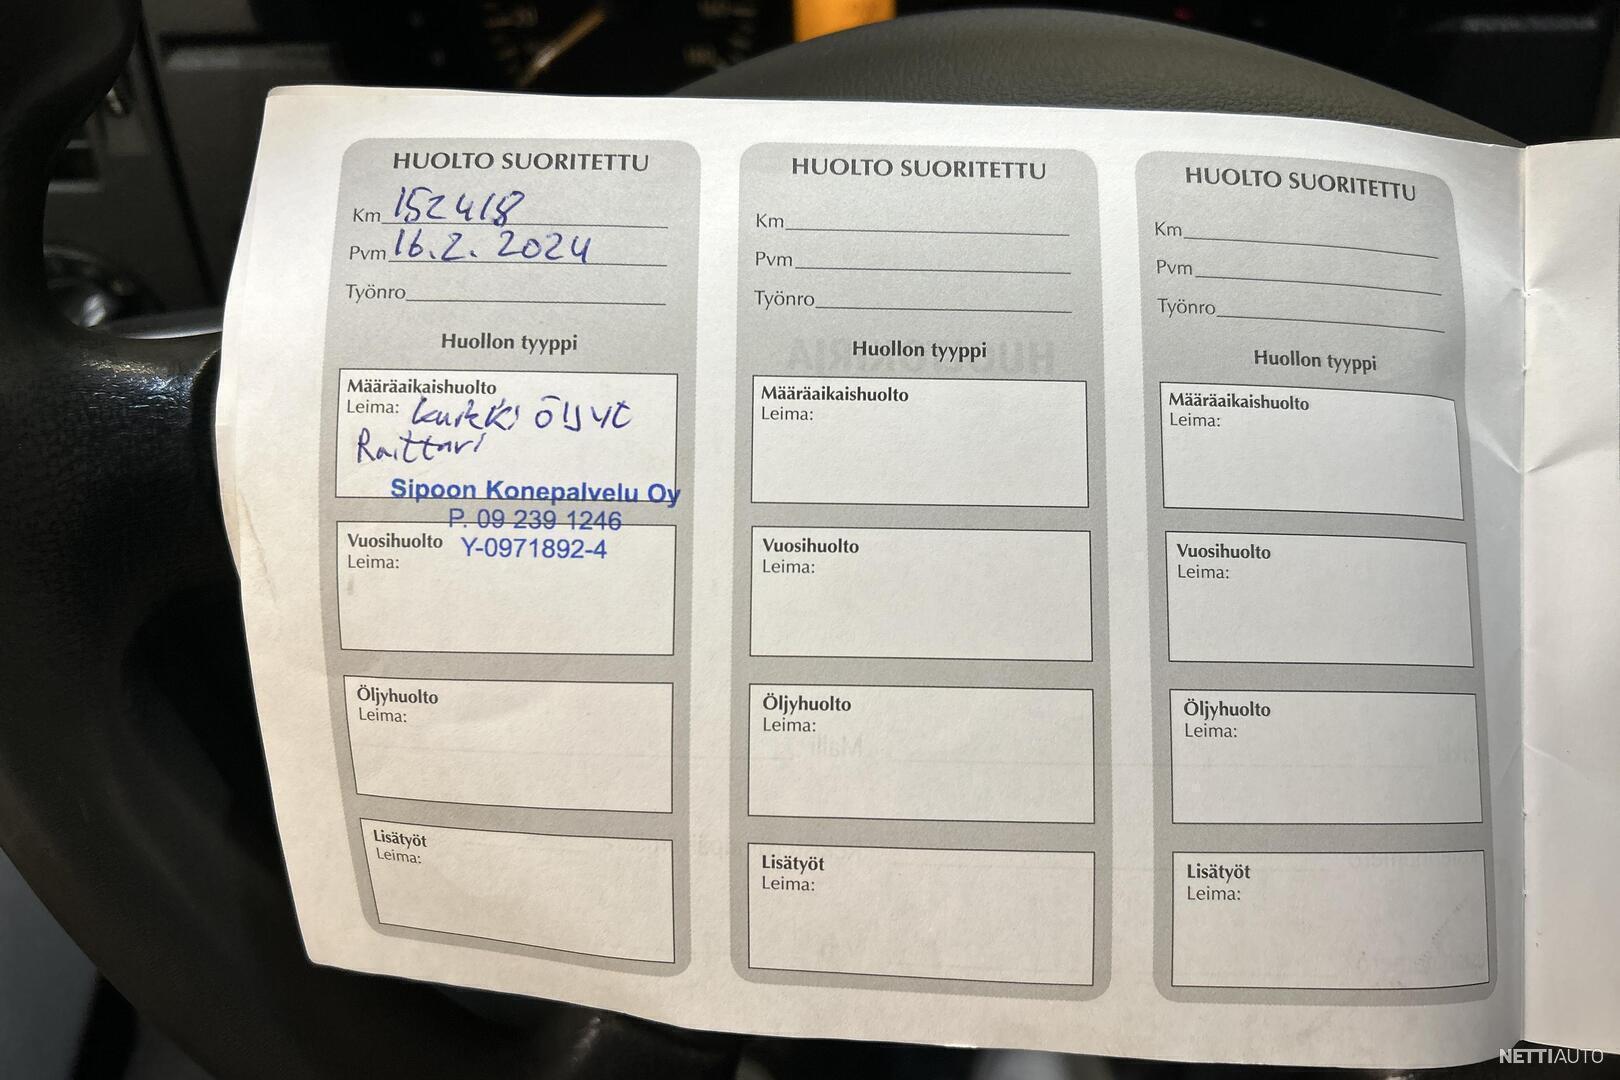 HUOLTO SUORITETTU
Km 152418
Pvm 16.2. 2024
Työnro
Huollon tyyppi
Määräaikaishuolto
Leima: kaikki öljyt
Raittari
Sipoon Konepalvelu Oy
P. 09 239 1246
Y-0971892-4
Vuosihuolto
Leima:
Öljyhuolto
Leima:
Lisätyöt
Leima:
HUOLTO SUORITETTU
Km
Pvm
Työnro
Huollon tyyppi
Määräaikaishuolto
Leima:
Vuosihuolto
Leima:
Öljyhuolto
Leima:
Lisätyöt
Leima:
HUOLTO SUORITETTU
Km
Pvm
Työnro
Huollon tyyppi
Määräaikaishuolto
Leima:
Vuosihuolto
Leima:
Öljyhuolto
Leima:
Lisätyöt
Leima:
NETTIAUTO